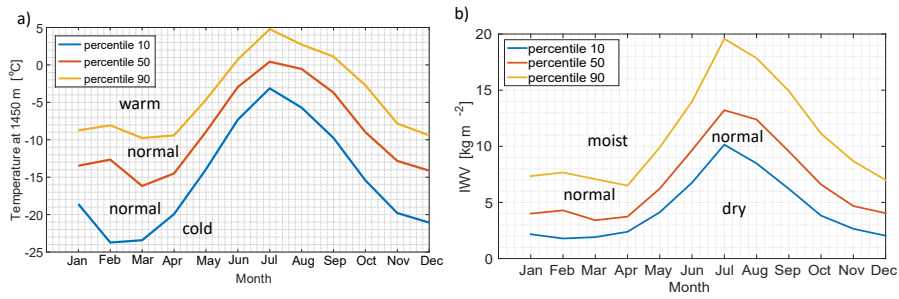 a)
percentile 10
percentile 50
percentile 90
warm
normal
normal
cold
Temperature at 1450 m [°C]
5
0
-5
-10
-15
-20
-25
Jan Feb Mar Apr May Jun Jul Aug Sep Oct Nov Dec
Month
b)
percentile 10
percentile 50
percentile 90
moist
normal
normal
dry
IWV [kg m -2]
20
15
10
5
0
Jan Feb Mar Apr May Jun Jul Aug Sep Oct Nov Dec
Month